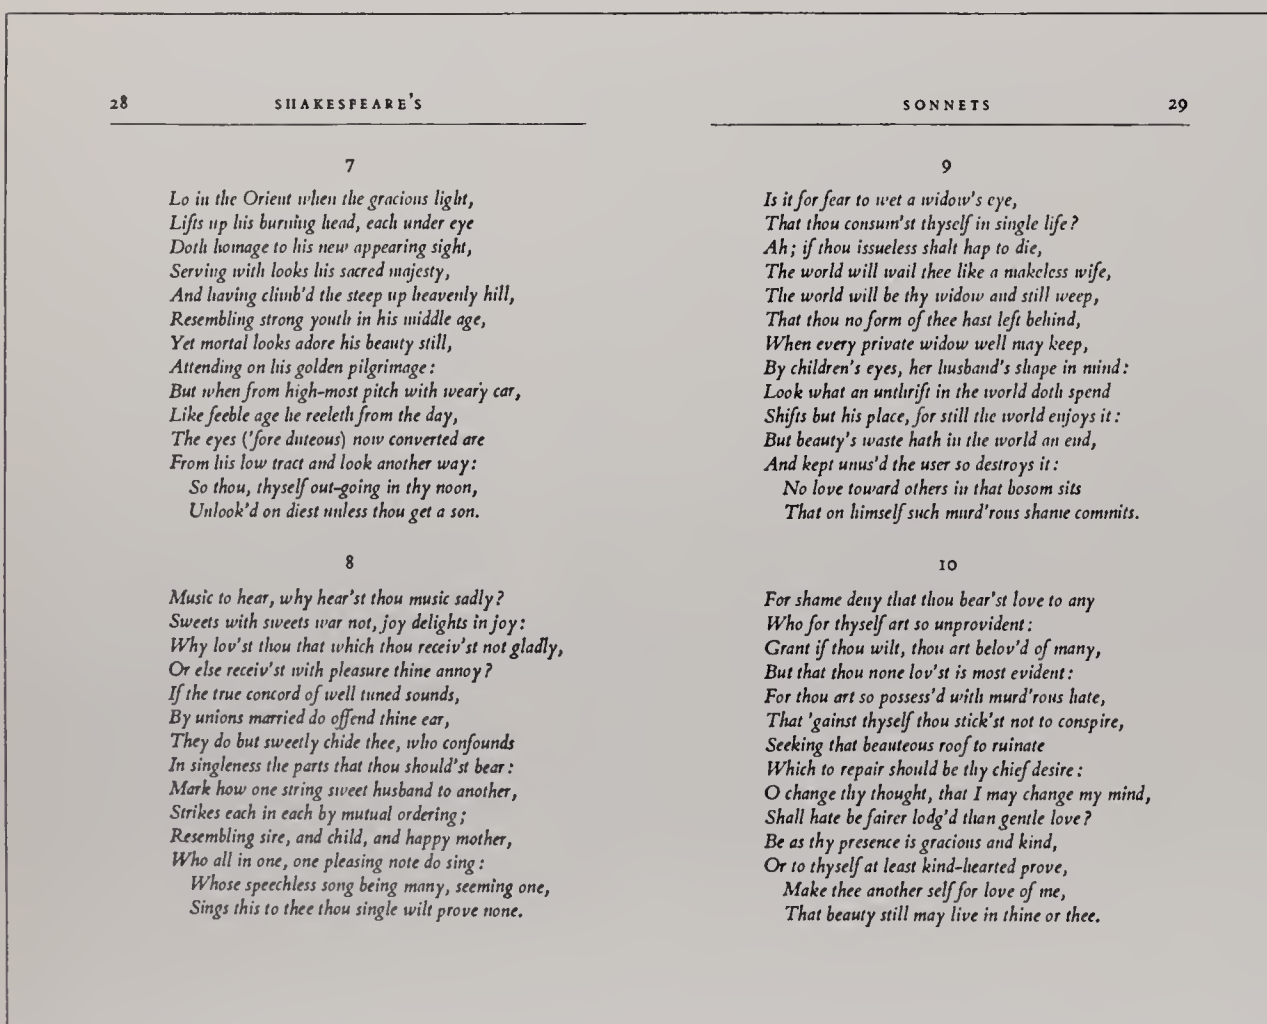 28 SHAKESPEARE'S
7
Lo in the Orient when the gracious light,
Lifts up his burning head, each under eye
Doth homage to his new appearing sight,
Serving with looks his sacred majesty,
And having climb'd the steep up heavenly hill,
Resembling strong youth in his middle age,
Yet mortal looks adore his beauty still,
Attending on his golden pilgrimage:
But when from high-most pitch with weary car,
Like feeble age he reeleth from the day,
The eyes ('fore duteous) now converted are
From his low tract and look another way:
So thou, thyself out-going in thy noon,
Unlook'd on diest unless thou get a son.
8
Music to hear, why hear'st thou music sadly?
Sweets with sweets war not, joy delights in joy:
Why lov'st thou that which thou receiv'st not gladly,
Or else receiv'st with pleasure thine annoy?
If the true concord of well tuned sounds,
By unions married do offend thine ear,
They do but sweetly chide thee, who confounds
In singleness the parts that thou should'st bear:
Mark how one string sweet husband to another,
Strikes each in each by mutual ordering;
Resembling sire, and child, and happy mother,
Who all in one, one pleasing note do sing:
Whose speechless song being many, seeming one,
Sings this to thee thou single wilt prove none.
SONNETS 29
9
Is it for fear to wet a widow's eye,
That thou consum'st thyself in single life?
Ah; if thou issueless shalt hap to die,
The world will wail thee like a makeless wife,
The world will be thy widow and still weep,
That thou no form of thee hast left behind,
When every private widow well may keep,
By children's eyes, her husband's shape in mind:
Look what an unthrift in the world doth spend
Shifts but his place, for still the world enjoys it:
But beauty's waste hath in the world an end,
And kept unus'd the user so destroys it:
No love toward others in that bosom sits
That on himself such murd'rous shame commits.
10
For shame deny that thou bear'st love to any
Who for thyself art so unprovident:
Grant if thou wilt, thou art belov'd of many,
But that thou none lov'st is most evident:
For thou art so possess'd with murd'rous hate,
That 'gainst thyself thou stick'st not to conspire,
Seeking that beauteous roof to ruinate
Which to repair should be thy chief desire:
O change thy thought, that I may change my mind,
Shall hate be fairer lodg'd than gentle love?
Be as thy presence is gracious and kind,
Or to thyself at least kind-hearted prove,
Make thee another self for love of me,
That beauty still may live in thine or thee.